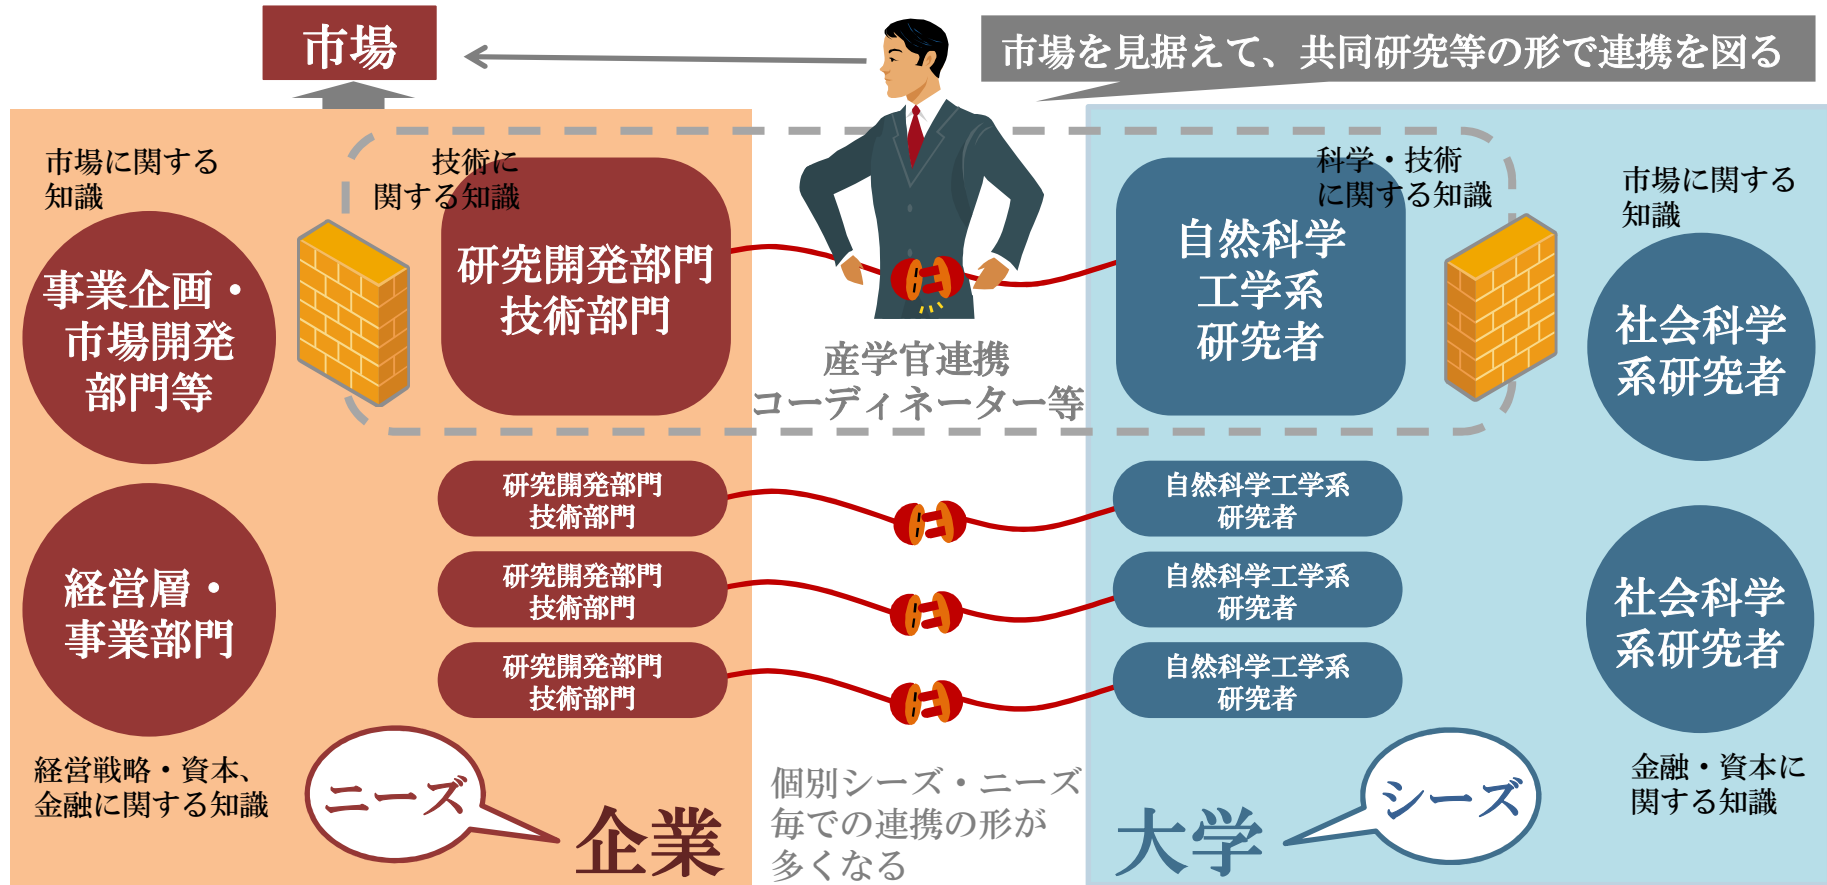 市場
市場を見据えて、共同研究等の形で連携を図る
市場に関する
知識
技術に
関する知識
事業企画・
市場開発
部門等
研究開発部門
技術部門
産学官連携
コーディネーター等
科学・技術
に関する知識
自然科学
工学系
研究者
市場に関する
知識
社会科学
系研究者
研究開発部門
技術部門
自然科学工学系
研究者
研究開発部門
技術部門
自然科学工学系
研究者
研究開発部門
技術部門
自然科学工学系
研究者
経営層・
事業部門
社会科学
系研究者
経営戦略・資本、
金融に関する知識
ニーズ
企業
個別シーズ・ニーズ
毎での連携の形が
多くなる
大学
シーズ
金融・資本に
関する知識